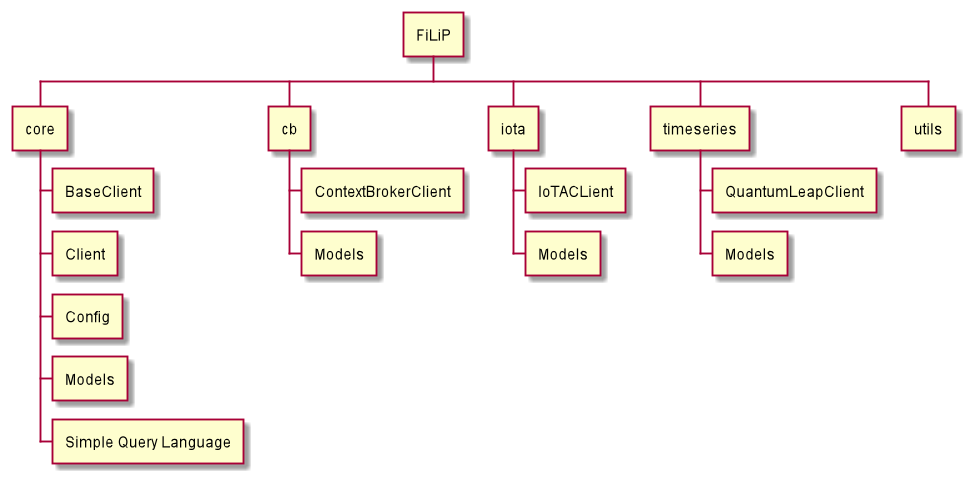 FiLiP
core
cb
iota
timeseries
utils
BaseClient
ContextBrokerClient
IoTACLient
QuantumLeapClient
Client
Models
Models
Models
Config
Models
Simple Query Language